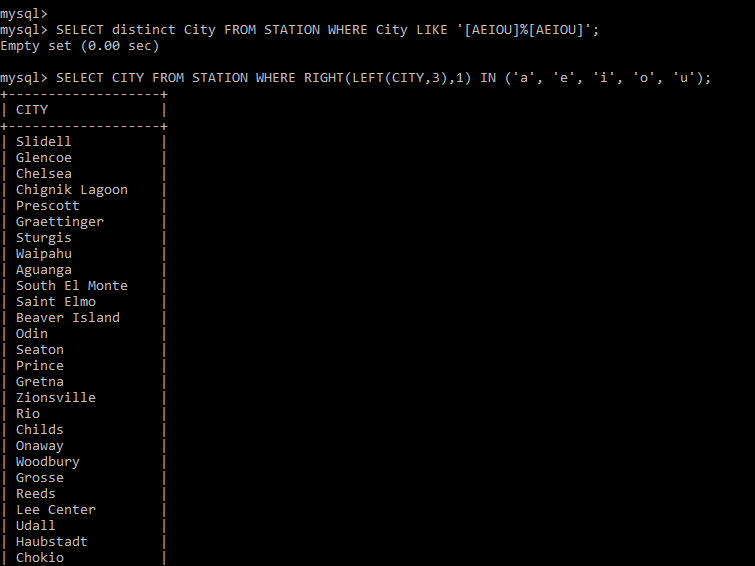 mysql>
mysql> SELECT distinct City FROM STATION WHERE City LIKE '[AEIOU]%[AEIOU]';
Empty set (0.00 sec)
mysql> SELECT CITY FROM STATION WHERE RIGHT(LEFT(CITY,3),1) IN ('a', 'e', 'i', 'o', 'u');
+-------------------+
| CITY              |
+-------------------+
| Slidell           |
| Glencoe           |
| Chelsea           |
| Chignik Lagoon    |
| Prescott          |
| Graettinger       |
| Sturgis           |
| Waipahu           |
| Aguanga           |
| South El Monte    |
| Saint Elmo        |
| Beaver Island     |
| Odin              |
| Seaton            |
| Prince            |
| Gretna            |
| Zionsville        |
| Rio               |
| Childs            |
| Onaway            |
| Woodbury          |
| Grosse            |
| Reeds             |
| Lee Center        |
| Udall             |
| Haubstadt         |
| Chokio            |